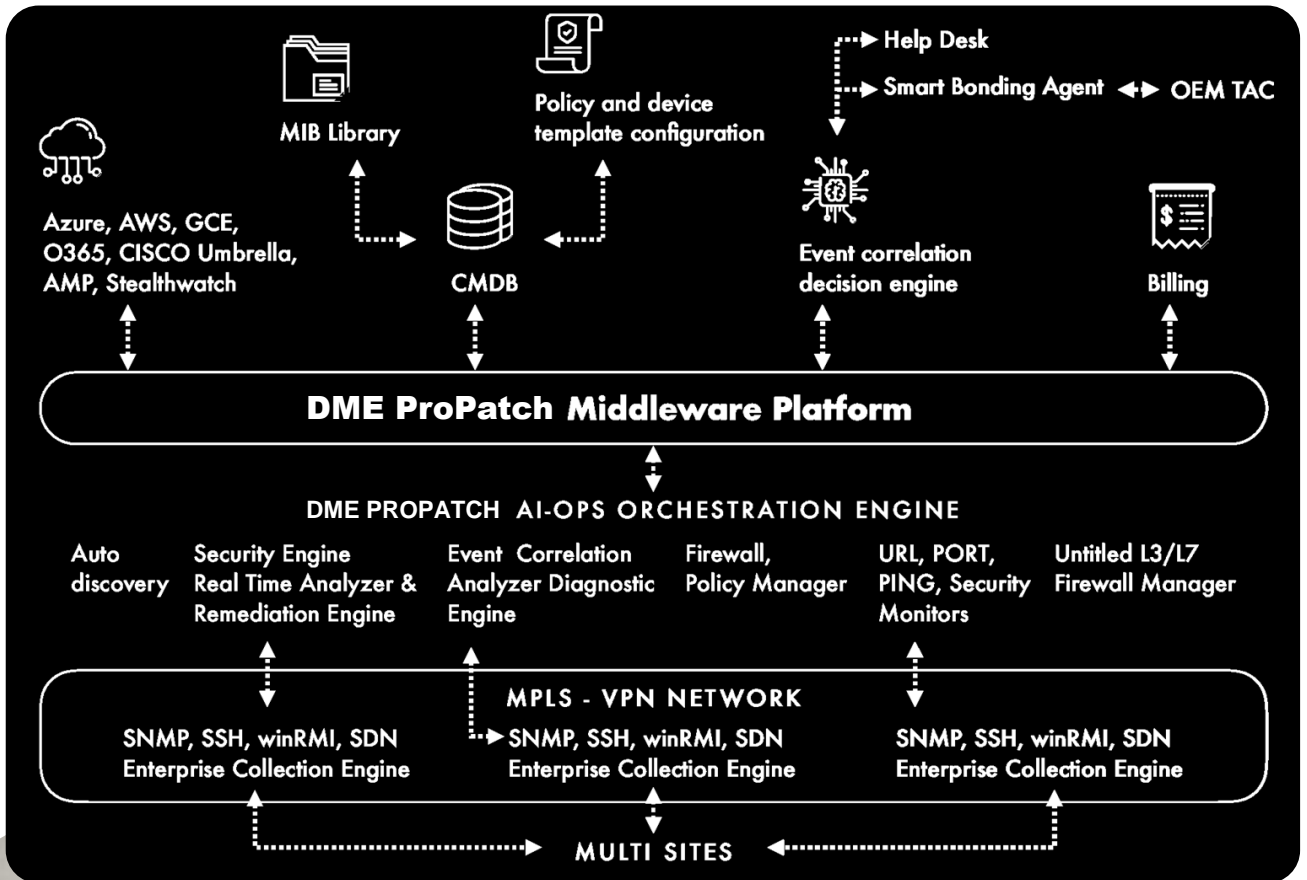 Help Desk
Smart Bonding Agent
OEM TAC
Policy and device
template configuration
MIB Library
Azure, AWS, GCE,
O365, CISCO Umbrella,
AMP, Stealthwatch
CMDB
Event correlation
decision engine
$
Billing
DME ProPatch Middleware Platform
DME PROPATCH AI-OPS ORCHESTRATION ENGINE
Auto
discovery
Security Engine
Real Time Analyzer &
Remediation Engine
Event Correlation
Analyzer Diagnostic
Engine
Firewall,
Policy Manager
URL, PORT,
PING, Security
Monitors
Untitled L3/L7
Firewall Manager
MPLS - VPN NETWORK
SNMP, SSH, winRMI, SDN
Enterprise Collection Engine
SNMP, SSH, winRMI, SDN
Enterprise Collection Engine
SNMP, SSH, winRMI, SDN
Enterprise Collection Engine
MULTI SITES